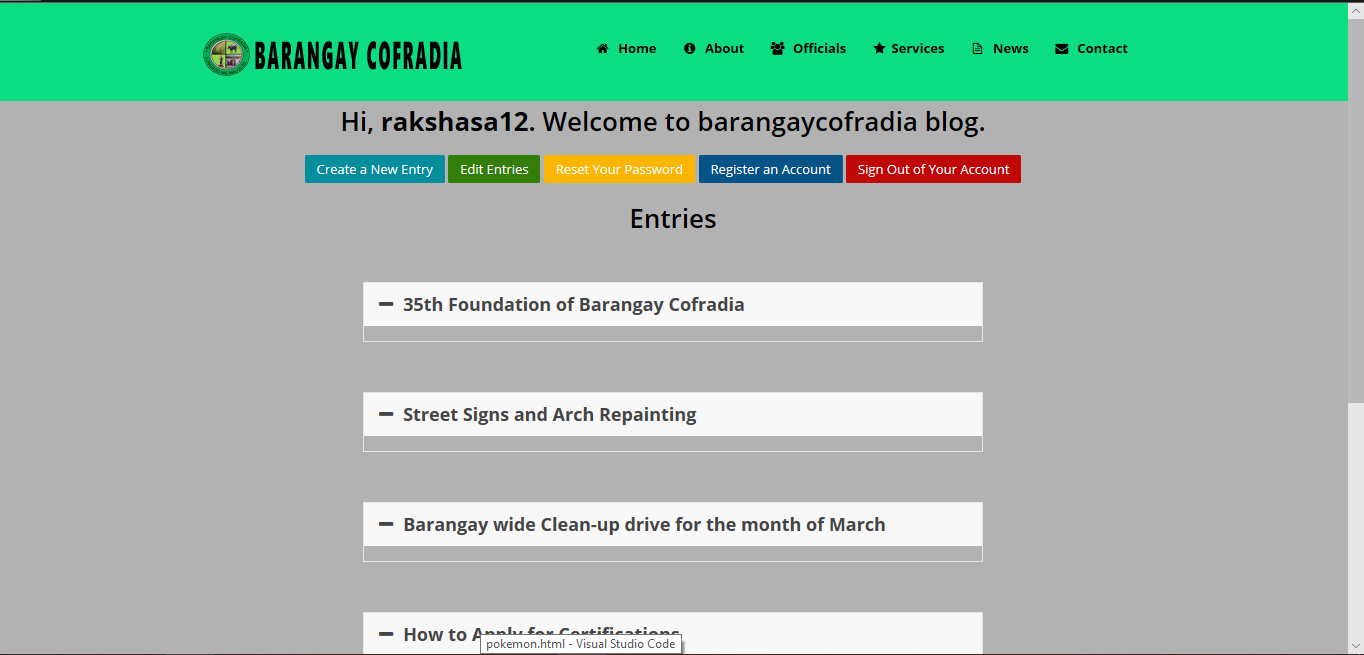 BARANGAY COFRADIA
Home About Officials Services News Contact
Hi, rakshasa12. Welcome to barangaycofradia blog.
Create a New Entry Edit Entries Reset Your Password Register an Account Sign Out of Your Account
Entries
35th Foundation of Barangay Cofradia
Street Signs and Arch Repainting
Barangay wide Clean-up drive for the month of March
How to Apply for Certifications
pokemon.html - Visual Studio Code